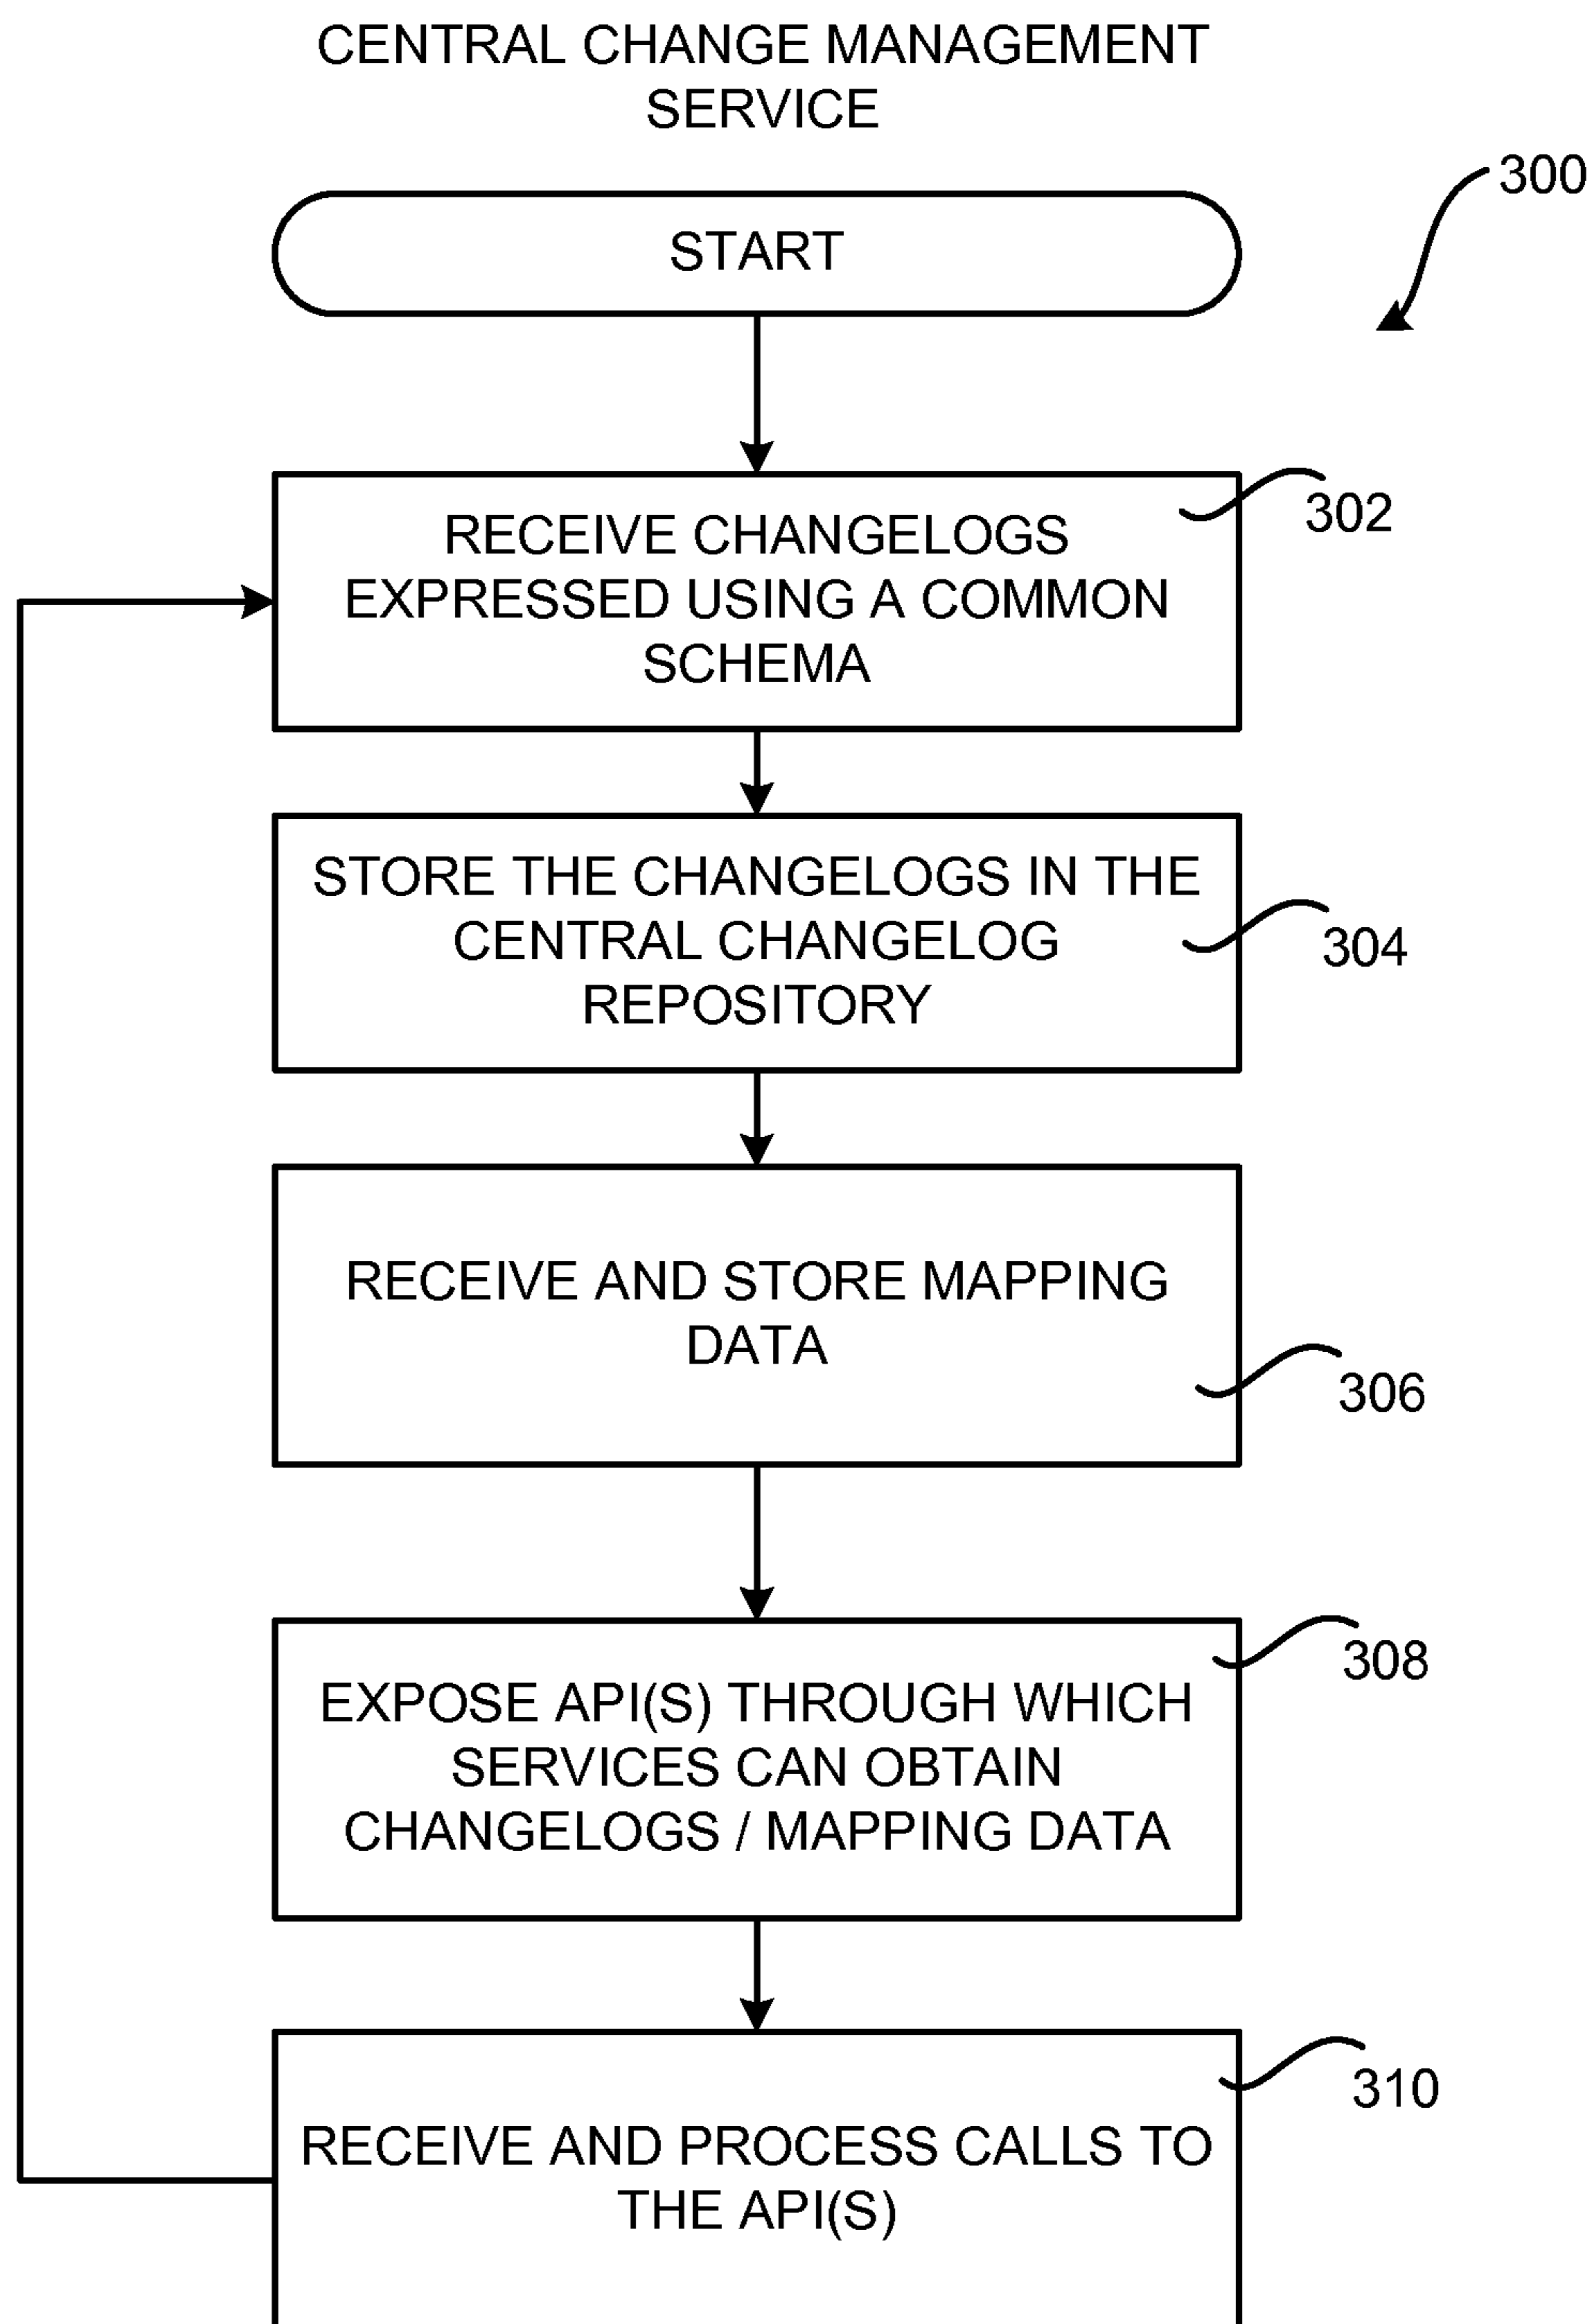 CENTRAL CHANGE MANAGEMENT
SERVICE
300
START
302
RECEIVE CHANGELOGS
EXPRESSED USING A COMMON
SCHEMA
304
STORE THE CHANGELOGS IN THE
CENTRAL CHANGELOG
REPOSITORY
RECEIVE AND STORE MAPPING
DATA
306
308
EXPOSE API(S) THROUGH WHICH
SERVICES CAN OBTAIN
CHANGELOGS / MAPPING DATA
310
RECEIVE AND PROCESS CALLS TO
THE API(S)